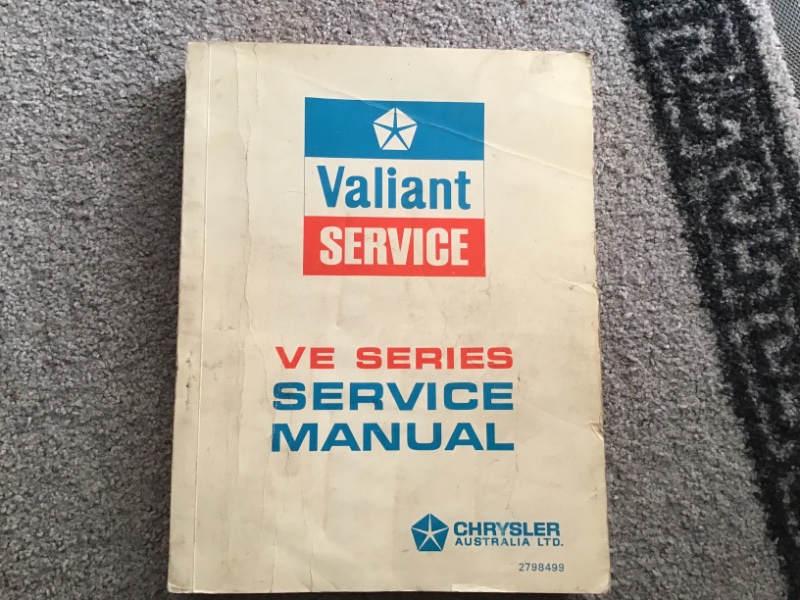 Valiant
SERVICE
VE SERIES
SERVICE
MANUAL
CHRYSLER
AUSTRALIA LTD.
2798499